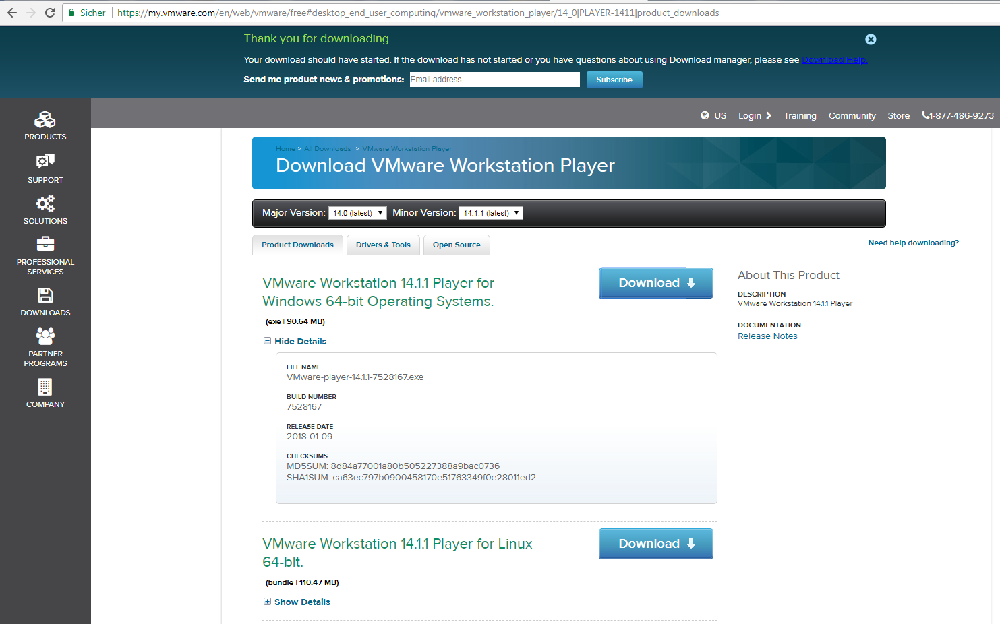 Sicher https://my.vmware.com/en/web/vmware/free#desktop_end_user_computing/vmware_workstation_player/14_0|PLAYER-1411|product_downloads
Thank you for downloading.
Your download should have started. If the download has not started or you have questions about using Download manager, please see Download Help.
Send me product news & promotions: Email address Subscribe
US Login Training Community Store 1-877-486-9273
PRODUCTS
SUPPORT
SOLUTIONS
PROFESSIONAL
SERVICES
DOWNLOADS
PARTNER
PROGRAMS
COMPANY
Home > All Downloads > VMware Workstation Player
Download VMware Workstation Player
Major Version: 14.0 (latest) Minor Version: 14.1.1 (latest)
Product Downloads Drivers & Tools Open Source Need help downloading?
VMware Workstation 14.1.1 Player for
Windows 64-bit Operating Systems.
Download
(exe | 90.64 MB)
Hide Details
FILE NAME
VMware-player-14.1.1-7528167.exe
BUILD NUMBER
7528167
RELEASE DATE
2018-01-09
CHECKSUMS
MD5SUM: 8d84a77001a80b505227388a9bac0736
SHA1SUM: ca63ec797b0900458170e51763349f0e28011ed2
About This Product
DESCRIPTION
VMware Workstation 14.1.1 Player
DOCUMENTATION
Release Notes
VMware Workstation 14.1.1 Player for Linux
64-bit.
Download
(bundle | 110.47 MB)
Show Details